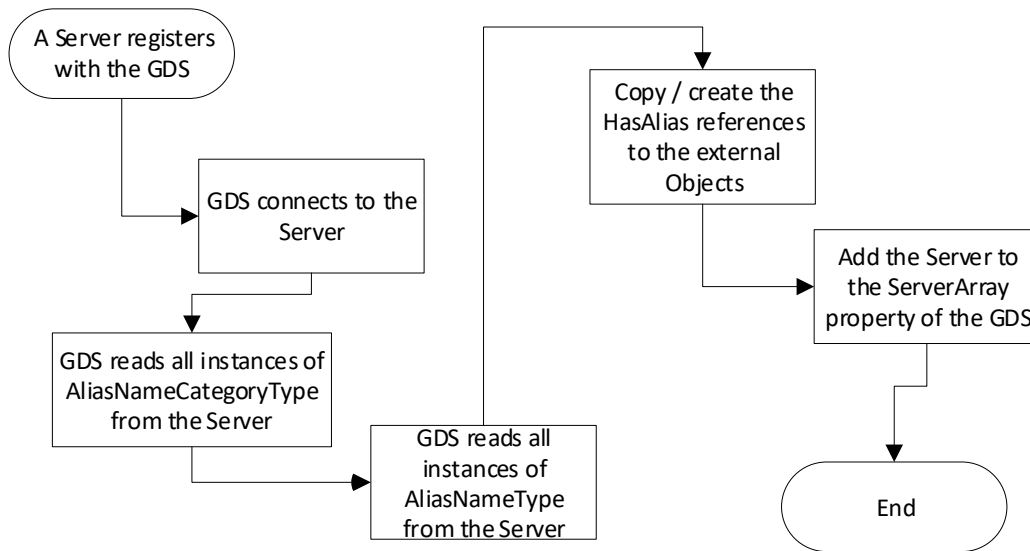 A Server registers
with the GDS
GDS connects to the
Server
GDS reads all instances of
AliasNameCategoryType
from the Server
GDS reads all
instances of
AliasNameType
from the Server
Copy / create the
HasAlias references
to the external
Objects
Add the Server to
the ServerArray
property of the GDS
End